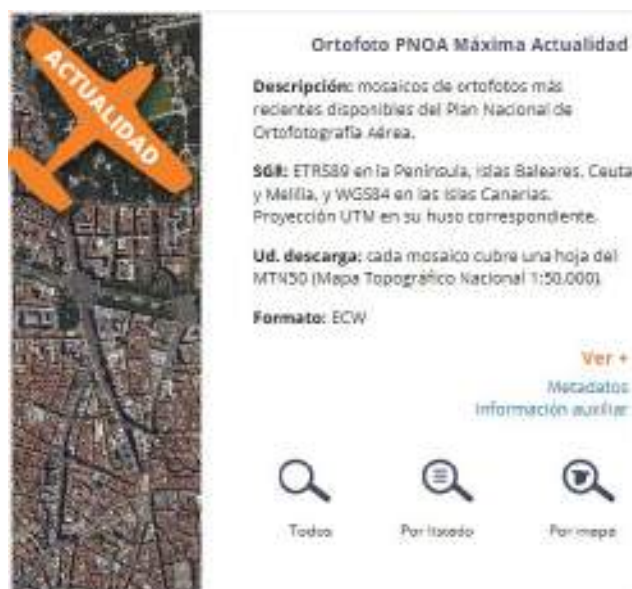 ACTUALIDAD
Ortofoto PNOA Máxima Actualidad
Descripción: mosaicos de ortofotos más
recientes disponibles del Plan Nacional de
Ortofotografía Aérea.
SGR: ETRS89 en la Península, Islas Baleares, Ceuta
y Melilla, y WGS84 en las Islas Canarias.
Proyección UTM en su huso correspondiente.
Ud. descarga: cada mosaico cubre una hoja del
MTN50 (Mapa Topográfico Nacional 1:50.000).
Formato: ECW
Ver +
Metadatos
Información auxiliar
Todos Por listado Por mapa